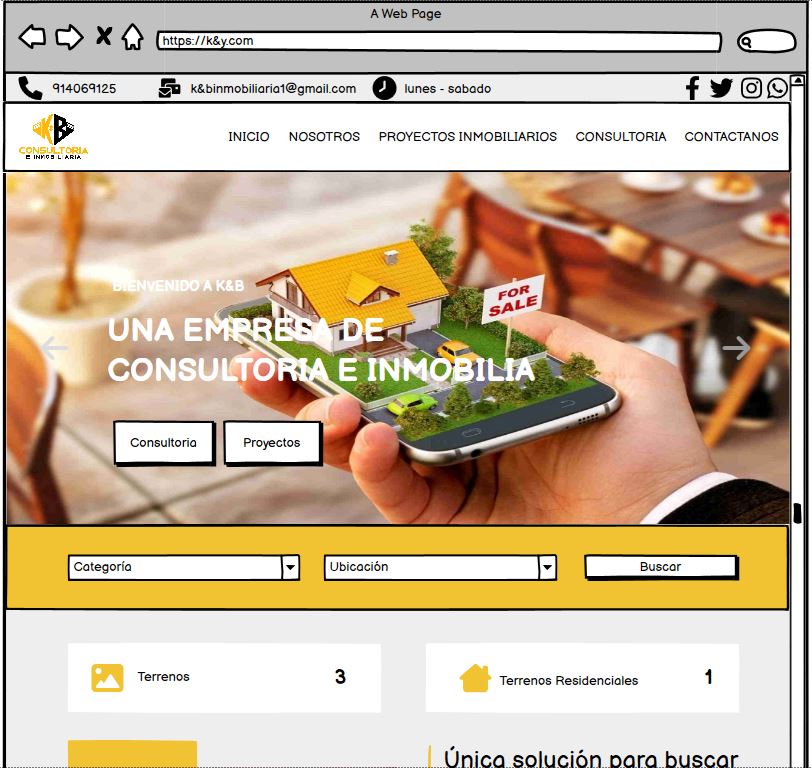 A Web Page
https://k&y.com
914069125
k&binmobiliaria1@gmail.com
lunes - sabado
K B
CONSULTORIA
E INMOBILIARIA
INICIO
NOSOTROS
PROYECTOS INMOBILIARIOS
CONSULTORIA
CONTACTANOS
BIENVENIDO A K&B
UNA EMPRESA DE
CONSULTORIA E INMOBILIA
FOR
SALE
Consultoria
Proyectos
Categoría
Ubicación
Buscar
Terrenos
3
Terrenos Residenciales
1
Única solución para buscar